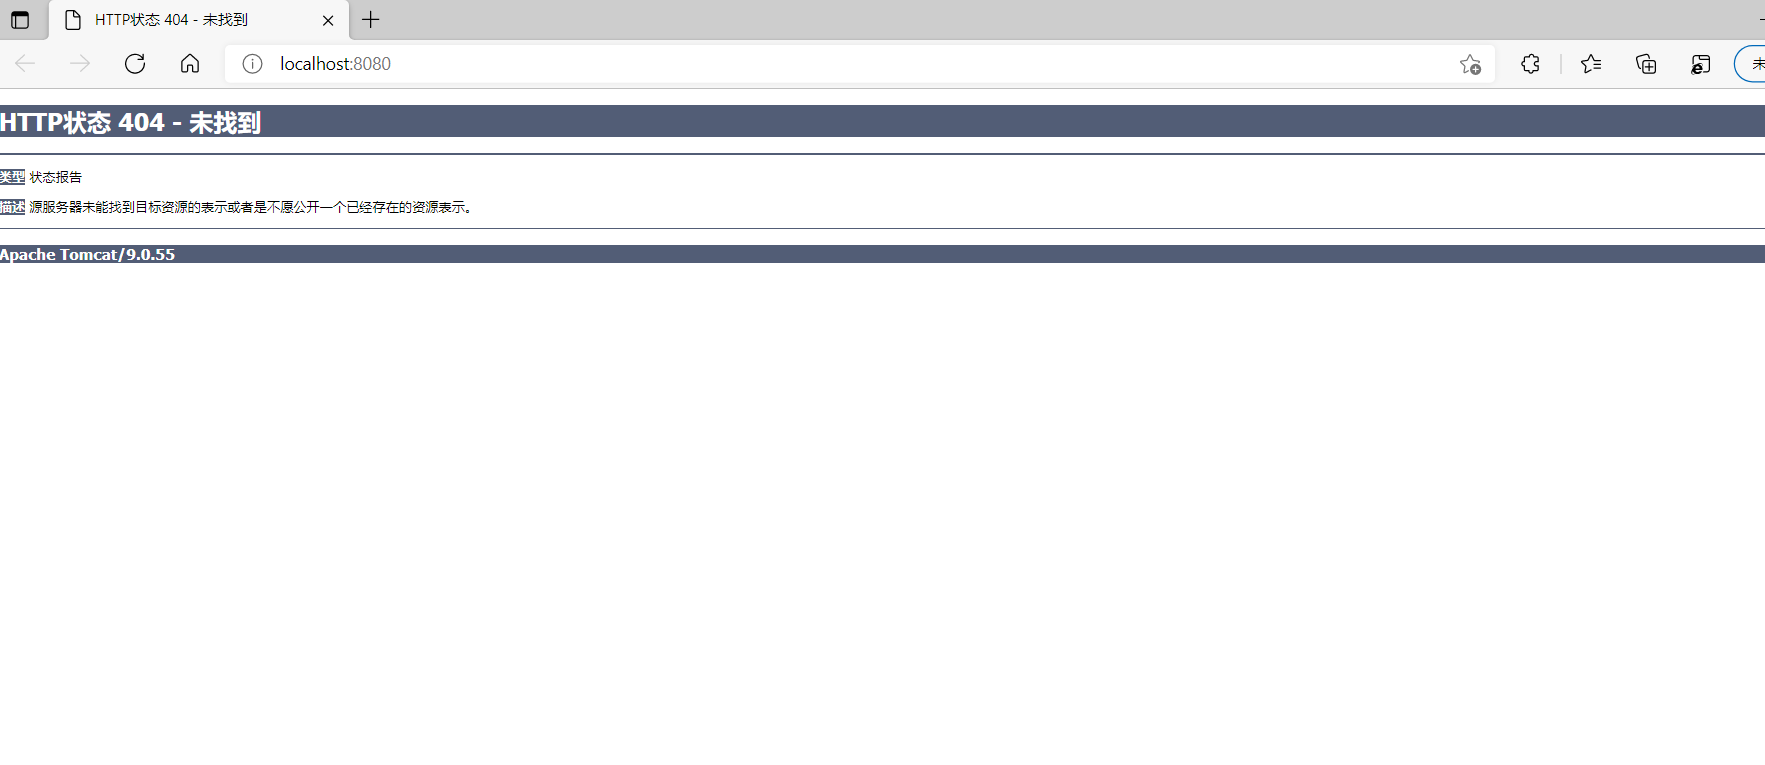 HTTP状态 404 - 未找到
localhost:8080
未
HTTP状态 404 - 未找到
类型 状态报告
描述 源服务器未能找到目标资源的表示或者是不愿公开一个已经存在的资源表示。
Apache Tomcat/9.0.55